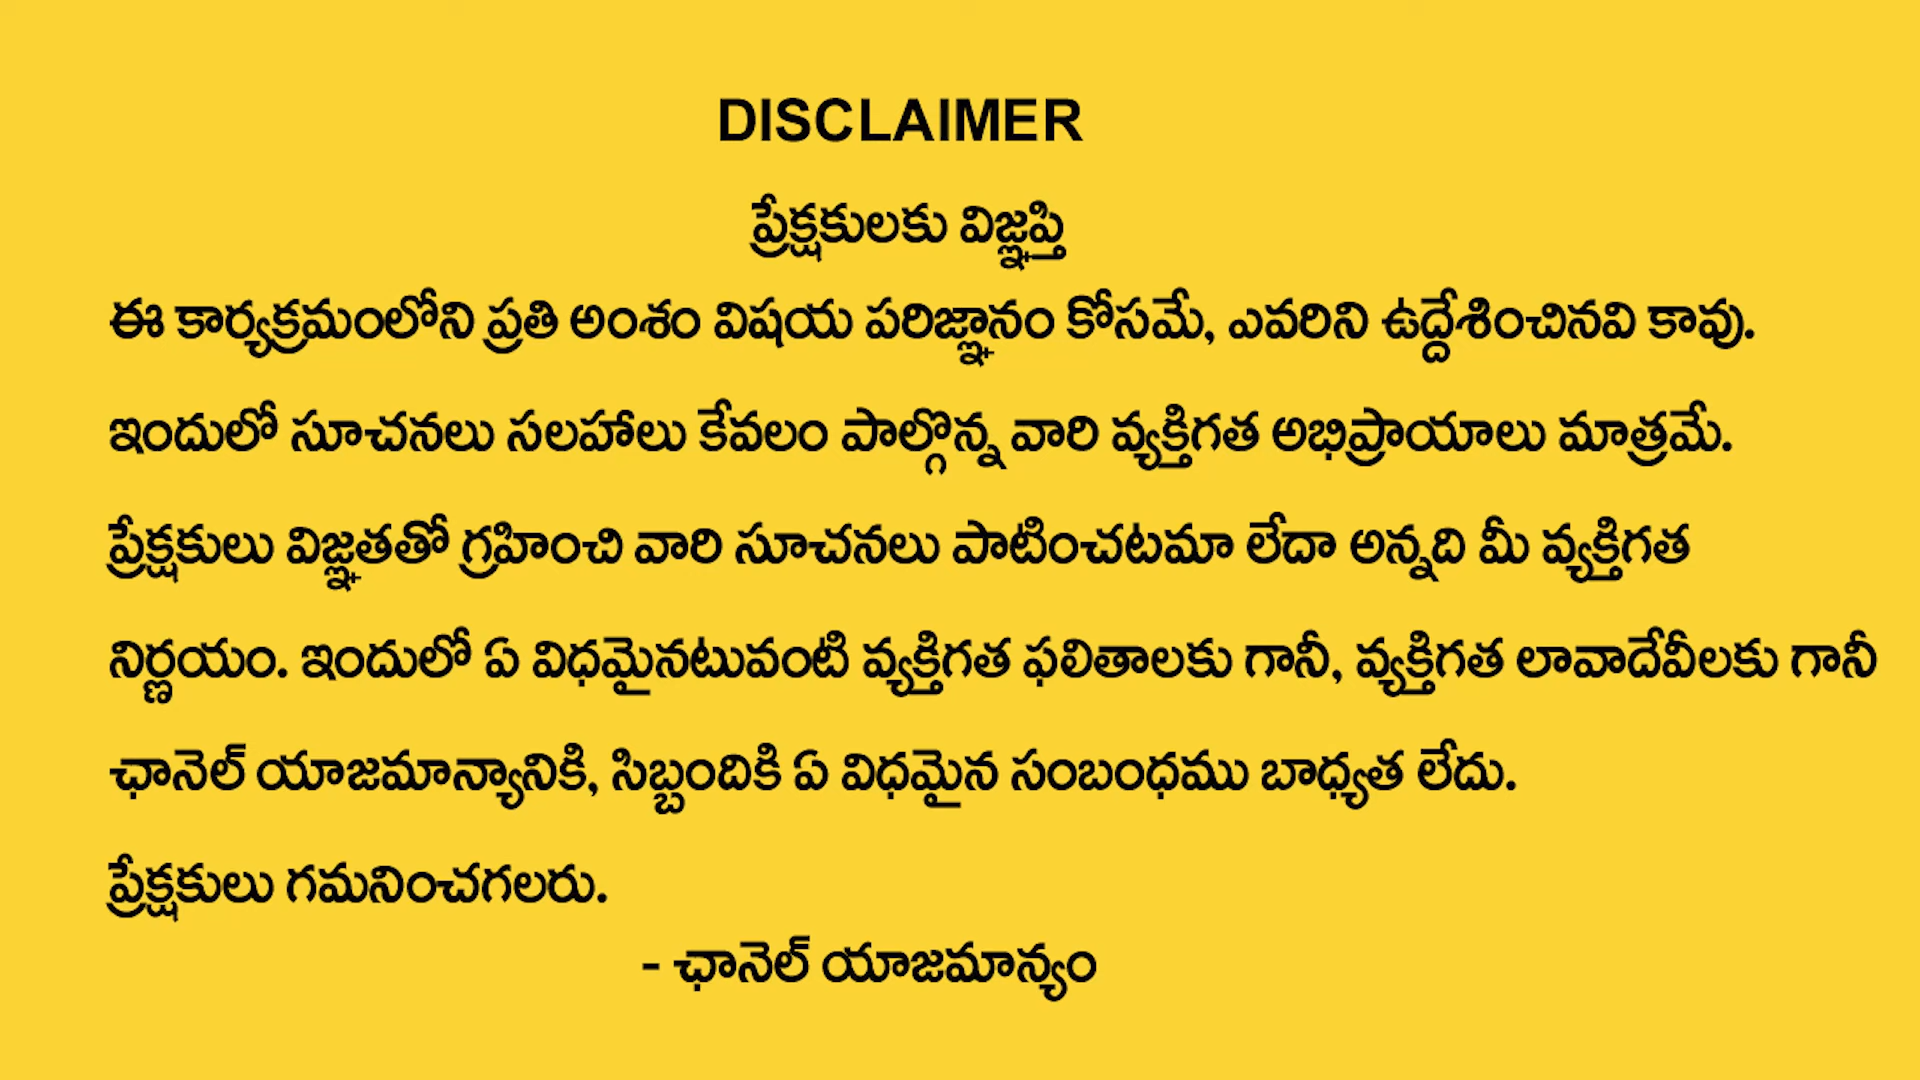 DISCLAIMER
ప్రేక్షకులకు విజ్ఞప్తి
ఈ కార్యక్రమంలోని ప్రతి అంశం విషయ పరిజ్ఞానం కోసమే, ఎవరిని ఉద్దేశించినవి కావు.
ఇందులో సూచనలు సలహాలు కేవలం పాల్గొన్న వారి వ్యక్తిగత అభిప్రాయాలు మాత్రమే.
ప్రేక్షకులు విజ్ఞతతో గ్రహించి వారి సూచనలు పాటించటమా లేదా అన్నది మీ వ్యక్తిగత
నిర్ణయం. ఇందులో ఏ విధమైనటువంటి వ్యక్తిగత ఫలితాలకు గానీ, వ్యక్తిగత లావాదేవీలకు గానీ
ఛానెల్ యాజమాన్యానికి, సిబ్బందికి ఏ విధమైన సంబంధము బాధ్యత లేదు.
ప్రేక్షకులు గమనించగలరు.
- ఛానెల్ యాజమాన్యం